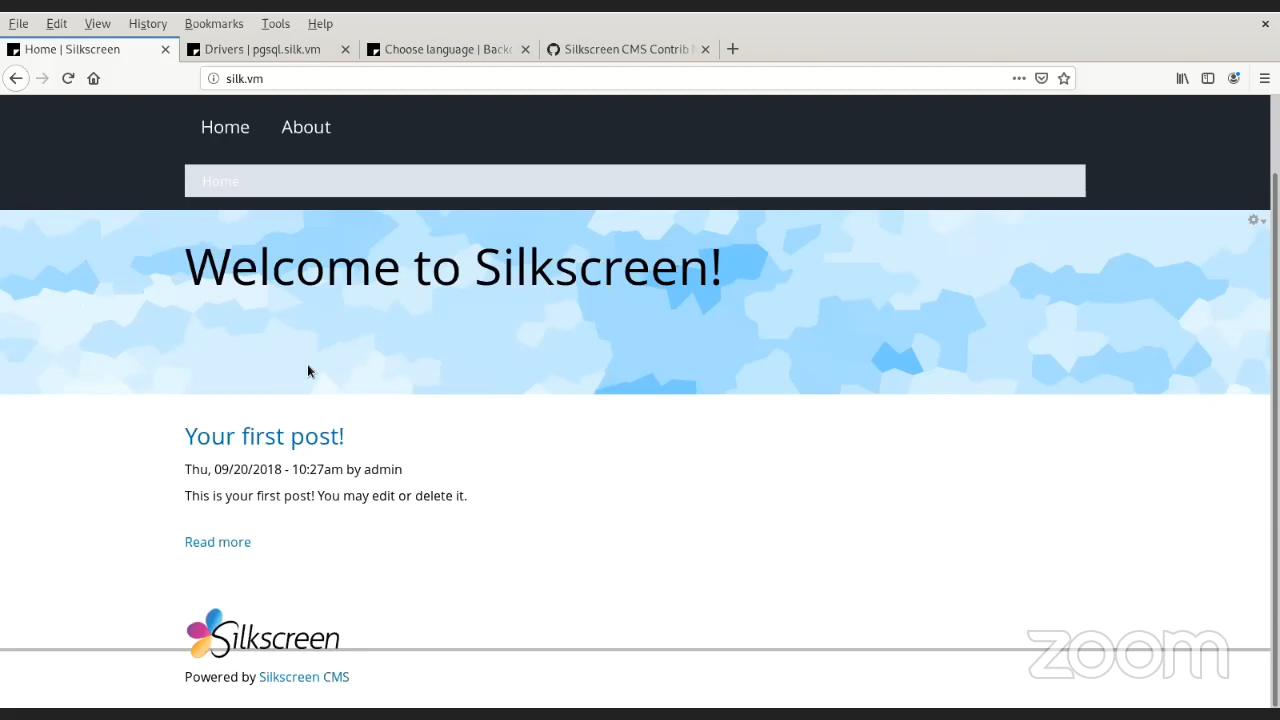 File Edit View History Bookmarks Tools Help
Home | Silkscreen
Drivers | pgsql.silk.vm
Choose language | Back
Silkscreen CMS Contrib
silk.vm
Home About
Home
Welcome to Silkscreen!
Your first post!
Thu, 09/20/2018 - 10:27am by admin
This is your first post! You may edit or delete it.
Read more
Silkscreen
Powered by Silkscreen CMS
zoom